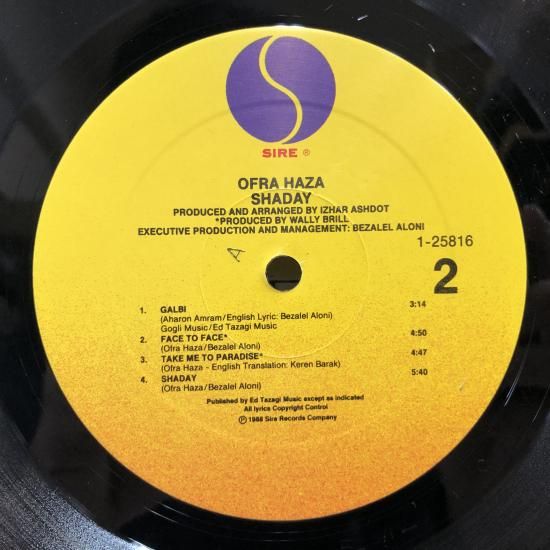 SIRE ®
OFRA HAZA
SHADAY
PRODUCED AND ARRANGED BY IZHAR ASHDOT
*PRODUCED BY WALLY BRILL
EXECUTIVE PRODUCTION AND MANAGEMENT: BEZALEL ALONI
1-25816
2
1. GALBI 3:14
(Aharon Amram/English Lyric: Bezalel Aloni)
Gogli Music/Ed Tazagi Music
2. FACE TO FACE* 4:50
(Ofra Haza/Bezalel Aloni)
3. TAKE ME TO PARADISE* 4:47
(Ofra Haza - English Translation: Keren Barak)
4. SHADAY 5:40
(Ofra Haza/Bezalel Aloni)
Published by Ed Tazagi Music except as indicated
All lyrics Copyright Control
℗ 1988 Sire Records Company